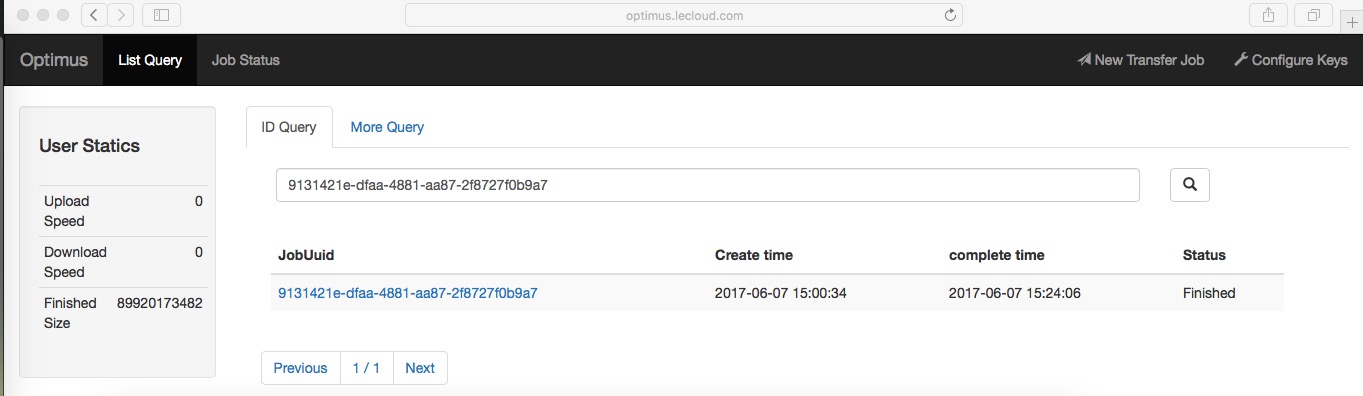 optimus.lecloud.com
Optimus List Query Job Status New Transfer Job Configure Keys
User Statics
Upload Speed 0
Download Speed 0
Finished Size 89920173482
ID Query More Query
9131421e-dfaa-4881-aa87-2f8727f0b9a7
JobUuid Create time complete time Status
9131421e-dfaa-4881-aa87-2f8727f0b9a7 2017-06-07 15:00:34 2017-06-07 15:24:06 Finished
Previous 1 / 1 Next